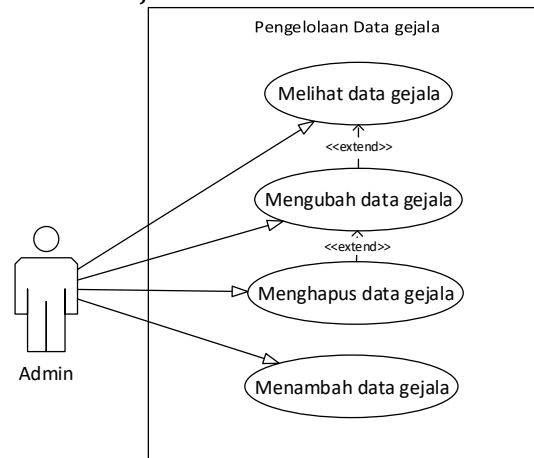 Pengelolaan Data gejala
Melihat data gejala
<<extend>>
Mengubah data gejala
<<extend>>
Menghapus data gejala
Menambah data gejala
Admin